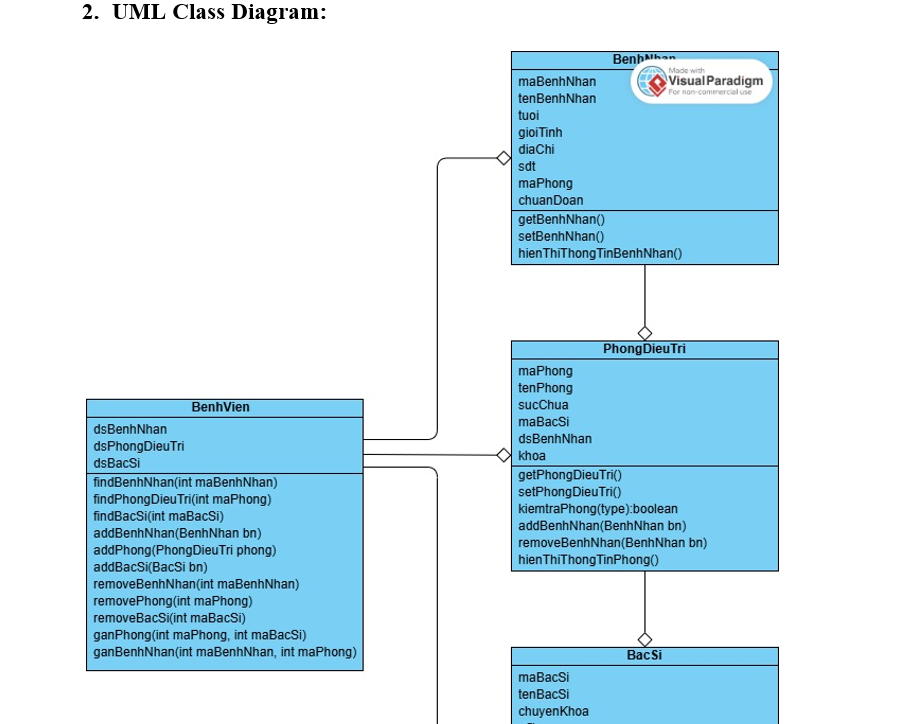 2. UML Class Diagram:
Made with
VisualParadigm
For non-commercial use
maBenhNhan
tenBenhNhan
tuoi
gioiTinh
diaChi
sdt
maPhong
chuanDoan
getBenhNhan()
setBenhNhan()
hienThiThongTinBenhNhan()
PhongDieuTri
maPhong
tenPhong
sucChua
maBacSi
dsBenhNhan
khoa
getPhongDieuTri()
setPhongDieuTri()
kiemtraPhong(type):boolean
addBenhNhan(BenhNhan bn)
removeBenhNhan(BenhNhan bn)
hienThiThongTinPhong()
BenhVien
dsBenhNhan
dsPhongDieuTri
dsBacSi
findBenhNhan(int maBenhNhan)
findPhongDieuTri(int maPhong)
findBacSi(int maBacSi)
addBenhNhan(BenhNhan bn)
addPhong(PhongDieuTri phong)
addBacSi(BacSi bn)
removeBenhNhan(int maBenhNhan)
removePhong(int maPhong)
removeBacSi(int maBacSi)
ganPhong(int maPhong, int maBacSi)
ganBenhNhan(int maBenhNhan, int maPhong)
BacSi
maBacSi
tenBacSi
chuyenKhoa